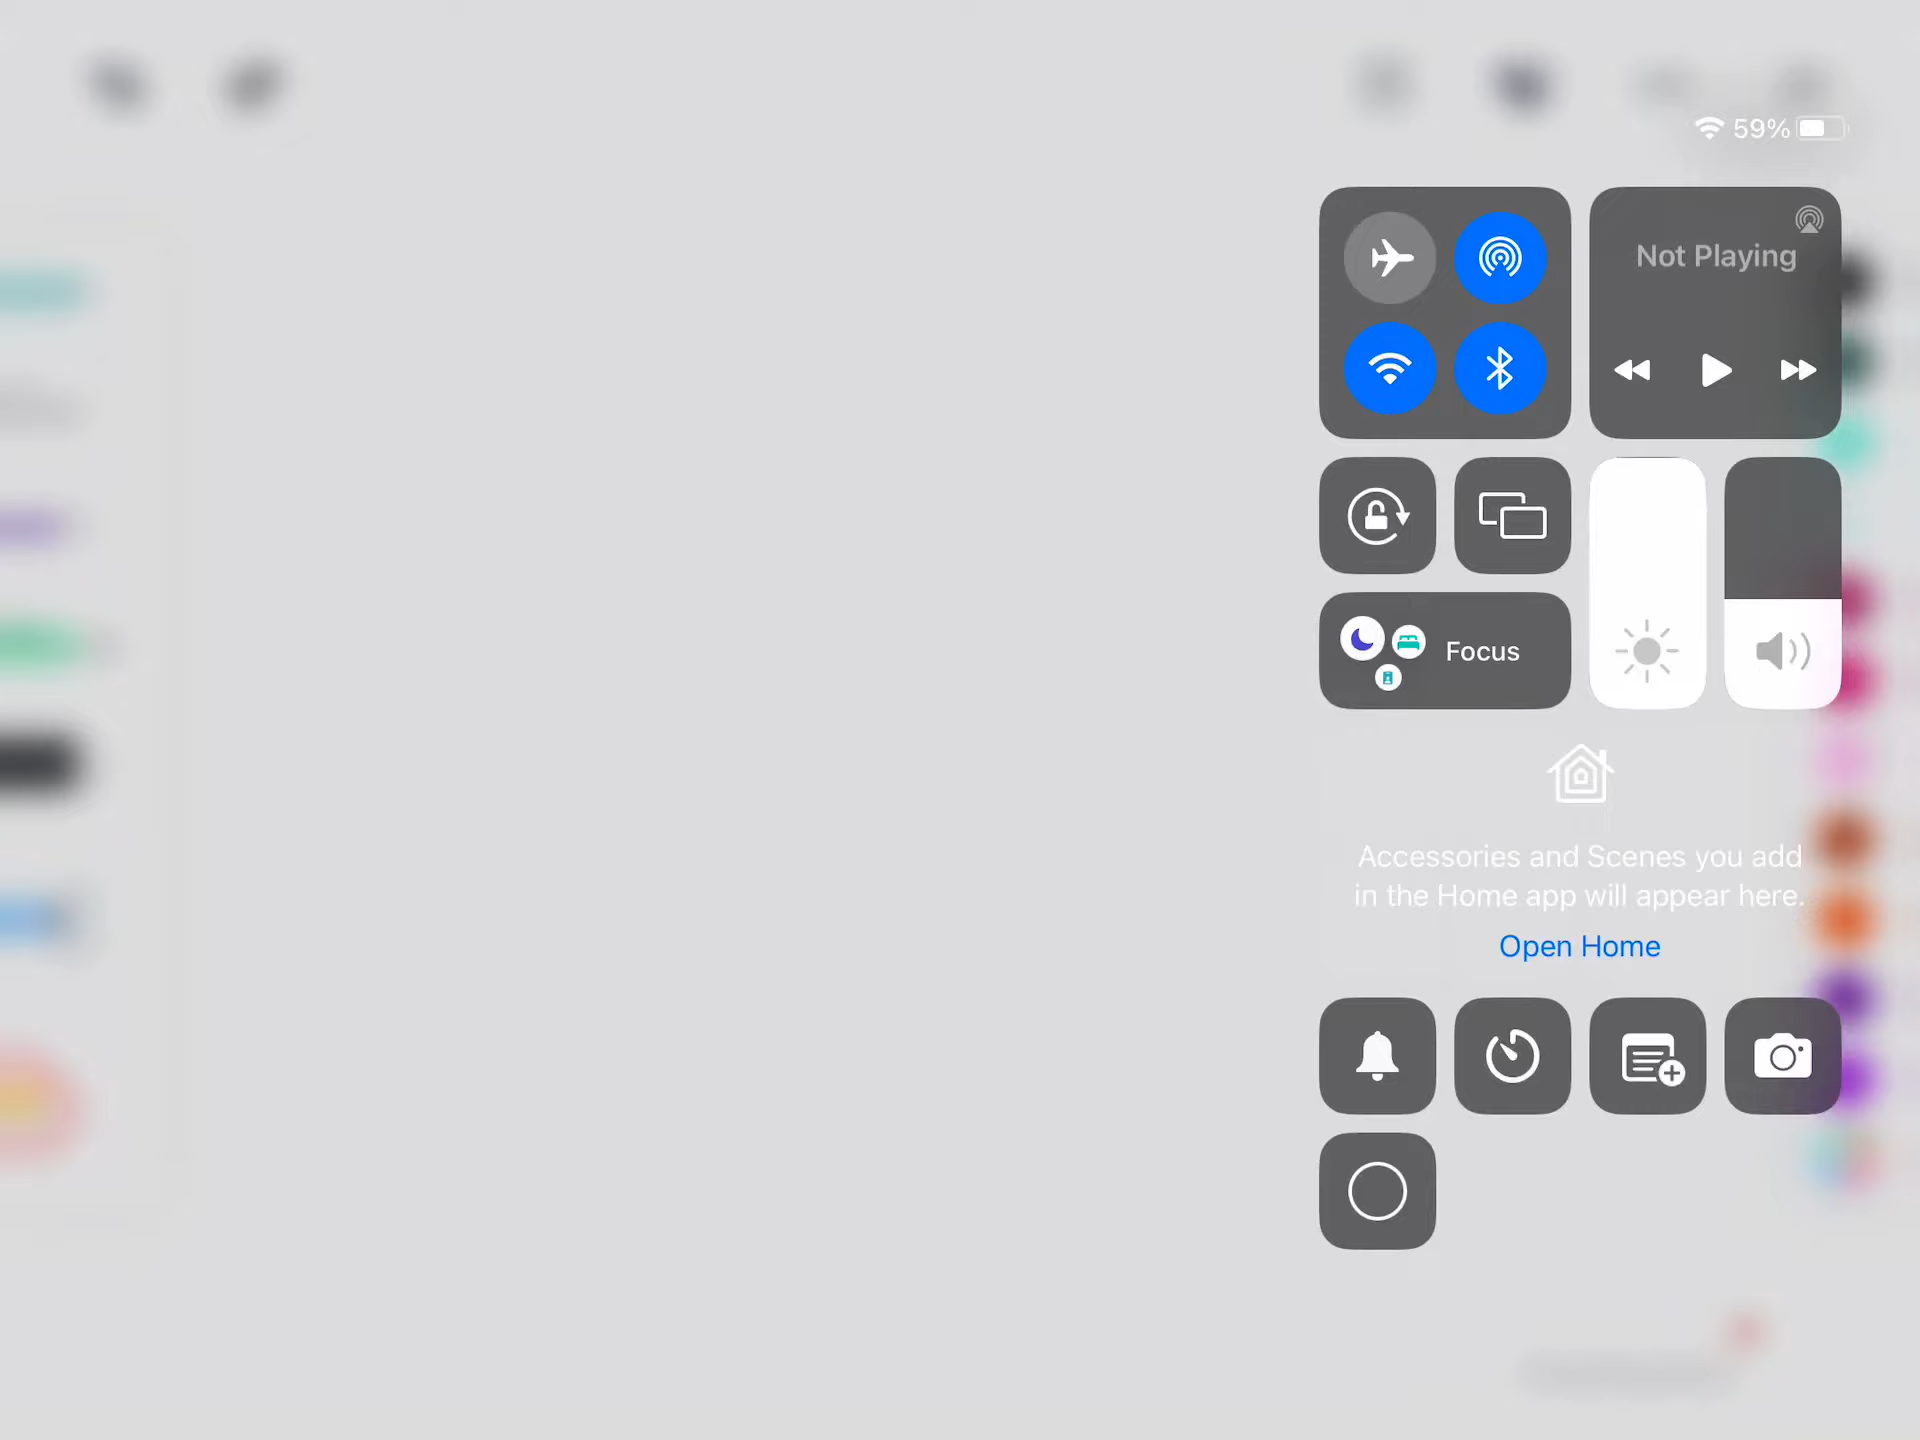 59%
Not Playing
Focus
Accessories and Scenes you add
in the Home app will appear here.
Open Home